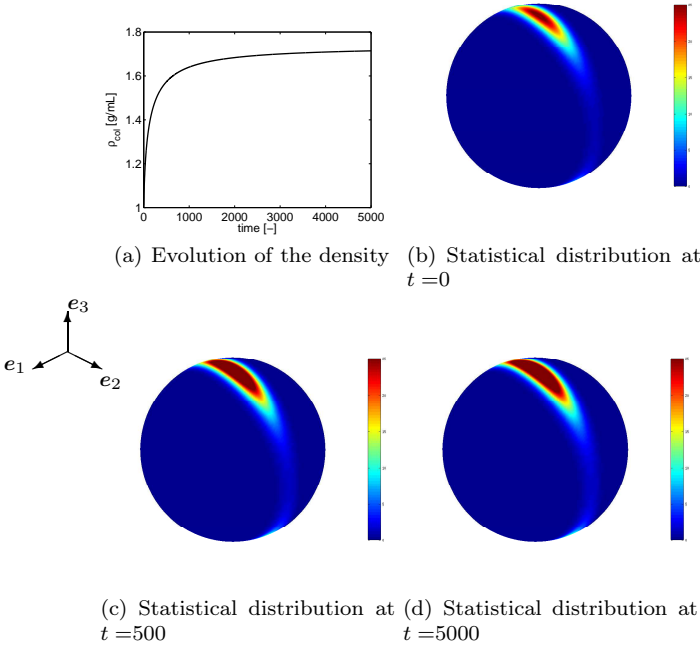 1.8
1.6
1.4
1.2
1
ρcol [g/mL]
0 1000 2000 3000 4000 5000
time [–]
(a) Evolution of the density
(b) Statistical distribution at
t =0
e3
e1
e2
(c) Statistical distribution at
t =500
(d) Statistical distribution at
t =5000